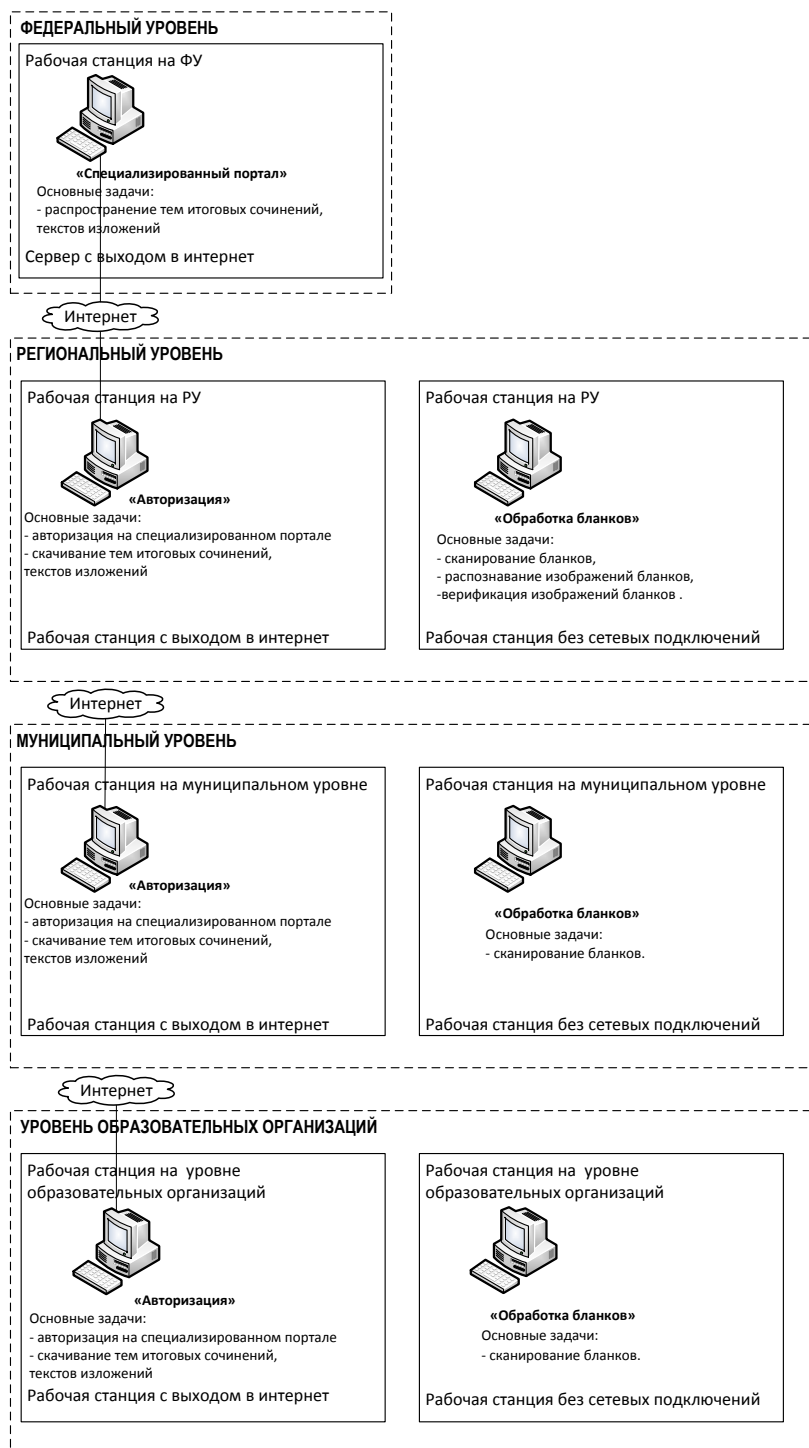 ФЕДЕРАЛЬНЫЙ УРОВЕНЬ
Рабочая станция на ФУ
«Специализированный портал»
Основные задачи:
- распространение тем итоговых сочинений,
текстов изложений
Сервер с выходом в интернет
Интернет
РЕГИОНАЛЬНЫЙ УРОВЕНЬ
Рабочая станция на РУ
«Авторизация»
Основные задачи:
- авторизация на специализированном портале
- скачивание тем итоговых сочинений,
текстов изложений
Рабочая станция с выходом в интернет
Рабочая станция на РУ
«Обработка бланков»
Основные задачи:
- сканирование бланков,
- распознавание изображений бланков,
-верификация изображений бланков .
Рабочая станция без сетевых подключений
Интернет
МУНИЦИПАЛЬНЫЙ УРОВЕНЬ
Рабочая станция на муниципальном уровне
«Авторизация»
Основные задачи:
- авторизация на специализированном портале
- скачивание тем итоговых сочинений,
текстов изложений
Рабочая станция с выходом в интернет
Рабочая станция на муниципальном уровне
«Обработка бланков»
Основные задачи:
- сканирование бланков.
Рабочая станция без сетевых подключений
Интернет
УРОВЕНЬ ОБРАЗОВАТЕЛЬНЫХ ОРГАНИЗАЦИЙ
Рабочая станция на уровне
образовательных организаций
«Авторизация»
Основные задачи:
- авторизация на специализированном портале
- скачивание тем итоговых сочинений,
текстов изложений
Рабочая станция с выходом в интернет
Рабочая станция на уровне
образовательных организаций
«Обработка бланков»
Основные задачи:
- сканирование бланков.
Рабочая станция без сетевых подключений